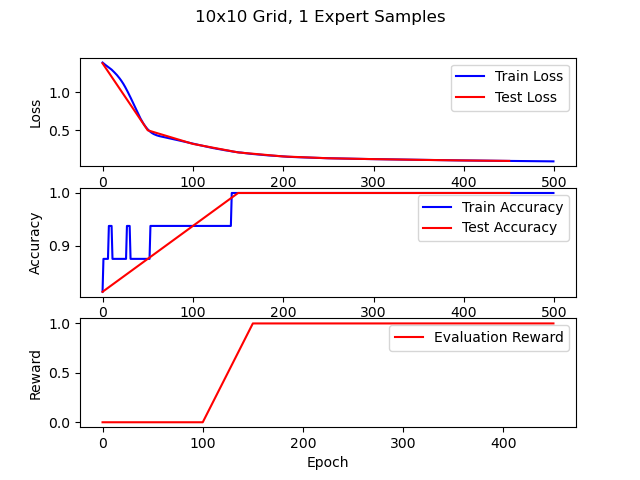 10x10 Grid, 1 Expert Samples
Loss
1.0
0.5
Train Loss
Test Loss
0 100 200 300 400 500
Accuracy
1.0
0.9
Train Accuracy
Test Accuracy
0 100 200 300 400 500
Reward
1.0
0.5
0.0
Evaluation Reward
0 100 200 300 400
Epoch